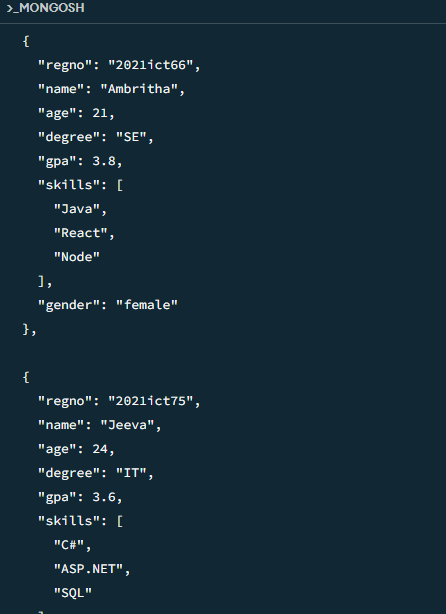 >_MONGOSH
{
"regno": "2021ict66",
"name": "Ambritha",
"age": 21,
"degree": "SE",
"gpa": 3.8,
"skills": [
"Java",
"React",
"Node"
],
"gender": "female"
},
{
"regno": "2021ict75",
"name": "Jeeva",
"age": 24,
"degree": "IT",
"gpa": 3.6,
"skills": [
"C#",
"ASP.NET",
"SQL"